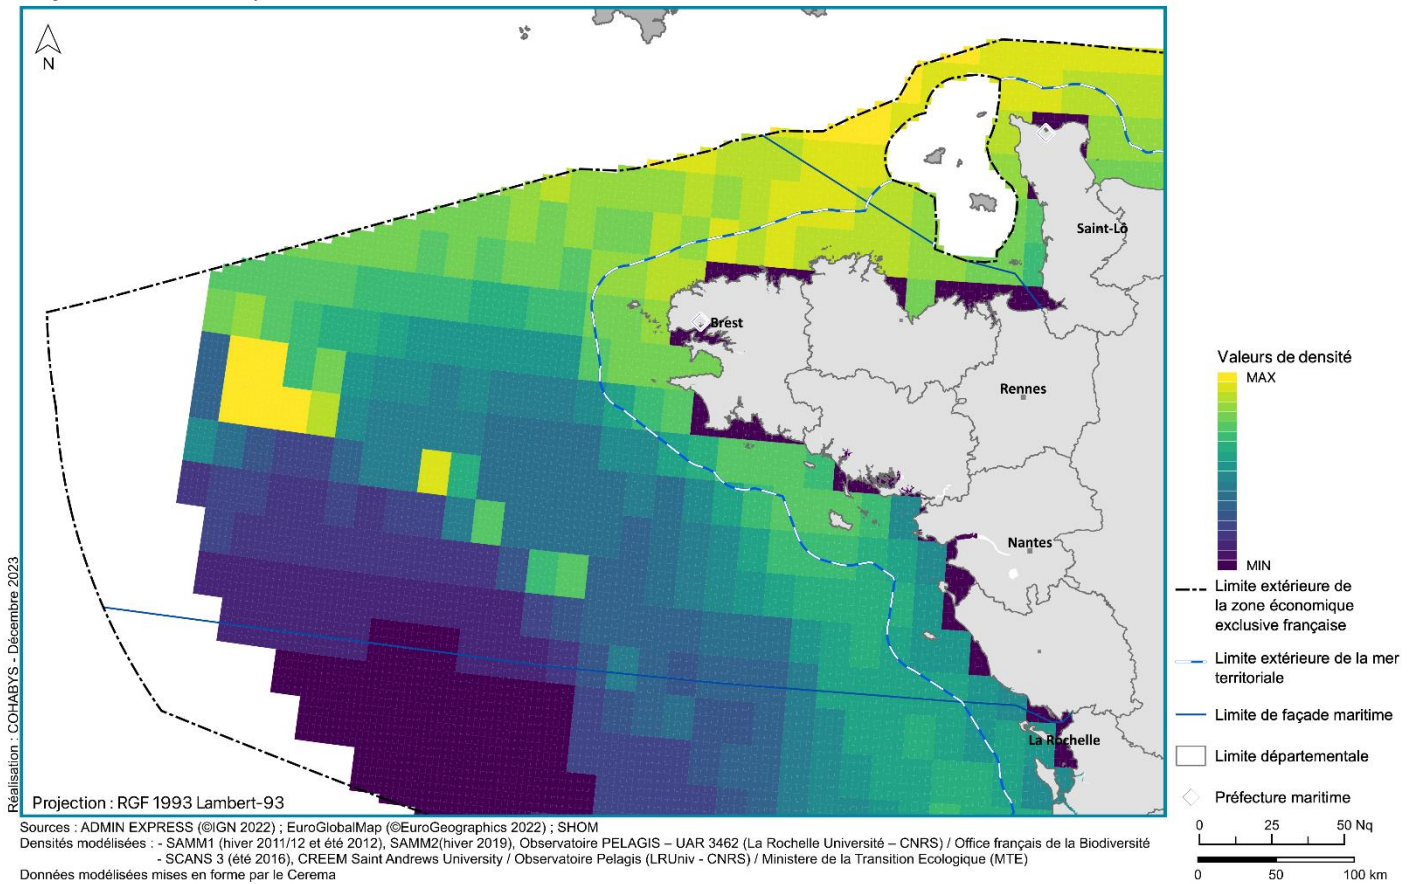 N
Saint-Lô
Brest
Rennes
Nantes
La Rochelle
Projection : RGF 1993 Lambert-93
Réalisation : COHABYS - Décembre 2023
Valeurs de densité
MAX
MIN
Limite extérieure de
la zone économique
exclusive française
Limite extérieure de la mer
territoriale
Limite de façade maritime
Limite départementale
Préfecture maritime
0 25 50 Nq
0 50 100 km
Sources : ADMIN EXPRESS (©IGN 2022) ; EuroGlobalMap (©EuroGeographics 2022) ; SHOM
Densités modélisées : - SAMM1 (hiver 2011/12 et été 2012), SAMM2(hiver 2019), Observatoire PELAGIS – UAR 3462 (La Rochelle Université – CNRS) / Office français de la Biodiversité
- SCANS 3 (été 2016), CREEM Saint Andrews University / Observatoire Pelagis (LRUniv - CNRS) / Ministere de la Transition Ecologique (MTE)
Données modélisées mises en forme par le Cerema